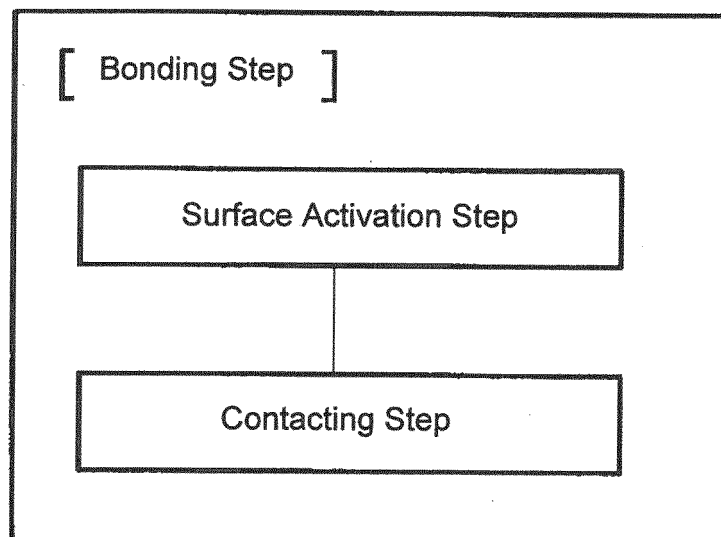 [ Bonding Step ]
Surface Activation Step
Contacting Step